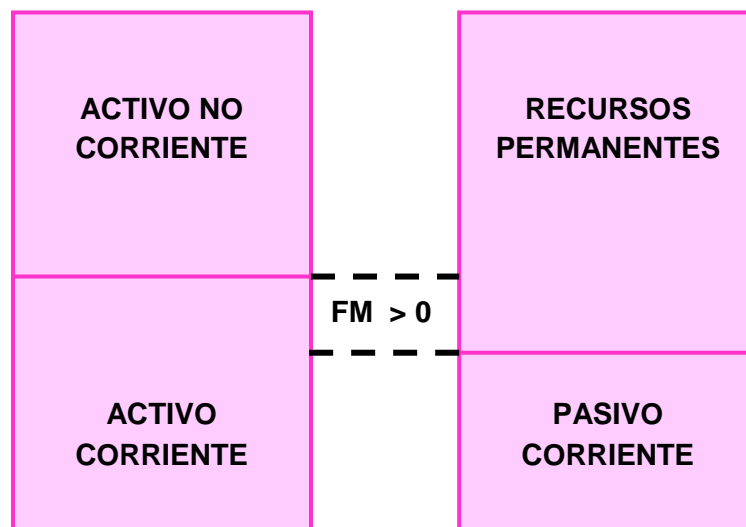 ACTIVO NO
CORRIENTE
RECURSOS
PERMANENTES
FM > 0
ACTIVO
CORRIENTE
PASIVO
CORRIENTE